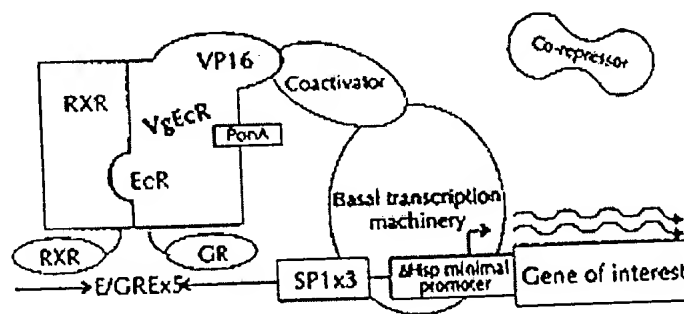 VP16
Coactivator
Co-repressor
RXR
VgEcR
PonA
EcR
Basal transcription
machinery
RXR
GR
E/GREx5
SP1x3
ΔHsp minimal
promoter
Gene of interest